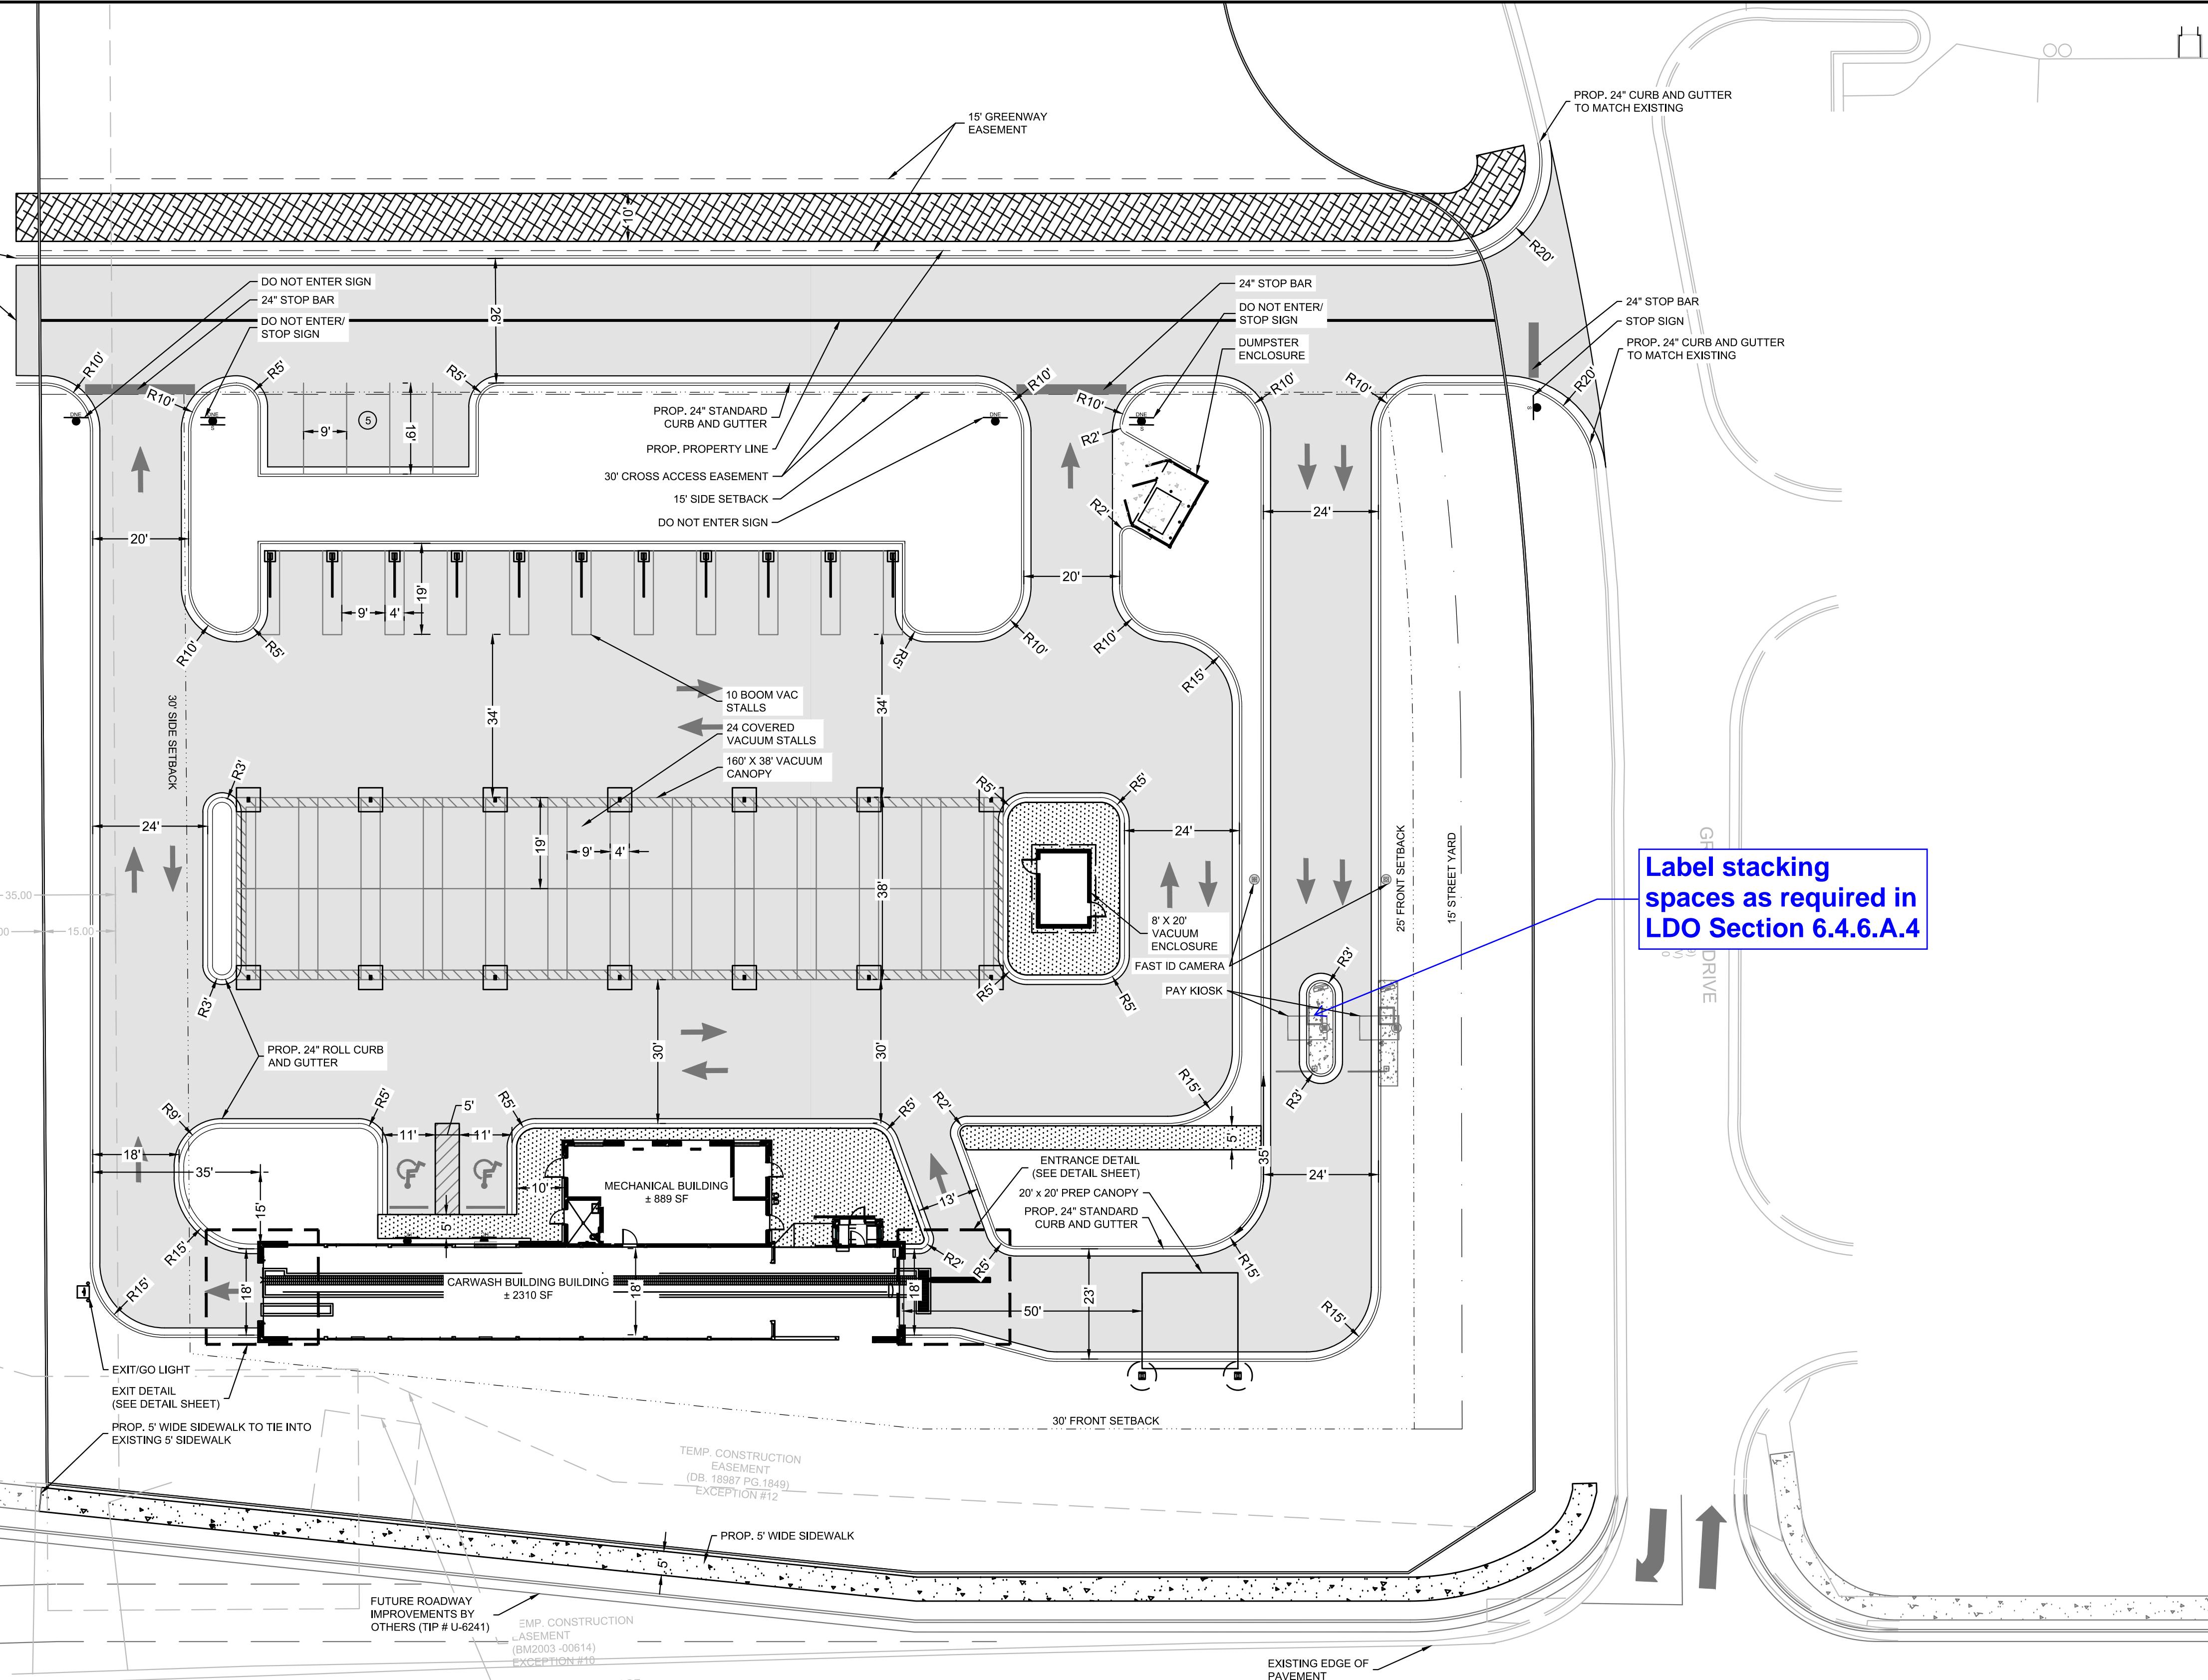 15' GREENWAY
EASEMENT
PROP. 24" CURB AND GUTTER
TO MATCH EXISTING
10'
R20'
DO NOT ENTER SIGN
24" STOP BAR
DO NOT ENTER/
STOP SIGN
26'
24" STOP BAR
DO NOT ENTER/
STOP SIGN
DUMPSTER
ENCLOSURE
24" STOP BAR
STOP SIGN
PROP. 24" CURB AND GUTTER
TO MATCH EXISTING
R10'
R5'
R10'
R5'
R10'
R10'
R10'
R10'
R20'
DNE
DNE
S
DNE
DNE
S
S
9'
5
19'
PROP. 24" STANDARD
CURB AND GUTTER
PROP. PROPERTY LINE
30' CROSS ACCESS EASEMENT
15' SIDE SETBACK
DO NOT ENTER SIGN
R2'
R2'
20'
24'
20'
9'
4'
19'
R10'
R5'
R5'
R10'
R10'
R15'
30' SIDE SETBACK
34'
34'
10 BOOM VAC
STALLS
24 COVERED
VACUUM STALLS
160' X 38' VACUUM
CANOPY
R3'
R5'
R5'
24'
19'
9'
4'
38'
24'
25' FRONT SETBACK
15' STREET YARD
DRIVE
Label stacking
spaces as required in
LDO Section 6.4.6.A.4
35.00
15.00
8' X 20'
VACUUM
ENCLOSURE
FAST ID CAMERA
PAY KIOSK
R3'
R3'
R3'
R5'
R5'
PROP. 24" ROLL CURB
AND GUTTER
30'
30'
R9'
R5'
5'
11'
11'
R5'
R5'
R2'
R15'
5'
35'
18'
35'
15'
10'
5'
MECHANICAL BUILDING
± 889 SF
13'
ENTRANCE DETAIL
(SEE DETAIL SHEET)
20' x 20' PREP CANOPY
PROP. 24" STANDARD
CURB AND GUTTER
24'
R15'
R2'
R5'
R15'
R15'
18'
CARWASH BUILDING BUILDING
± 2310 SF
18'
18'
50'
23'
R15'
EXIT/GO LIGHT
EXIT DETAIL
(SEE DETAIL SHEET)
PROP. 5' WIDE SIDEWALK TO TIE INTO
EXISTING 5' SIDEWALK
30' FRONT SETBACK
TEMP. CONSTRUCTION
EASEMENT
(DB. 18987 PG.1849)
EXCEPTION #12
PROP. 5' WIDE SIDEWALK
5'
FUTURE ROADWAY
IMPROVEMENTS BY
OTHERS (TIP # U-6241)
EMP. CONSTRUCTION
EASEMENT
(BM2003 -00614)
EXCEPTION #10
EXISTING EDGE OF
PAVEMENT